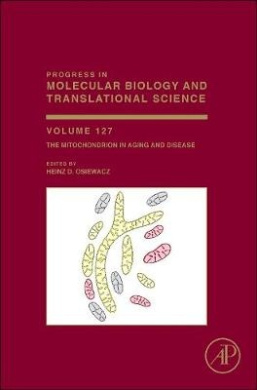 PROGRESS IN
MOLECULAR BIOLOGY
AND TRANSLATIONAL SCIENCE
VOLUME 127
THE MITOCHONDRION IN AGING AND DISEASE
EDITED BY
HEINZ D. OSIEWACZ
AP